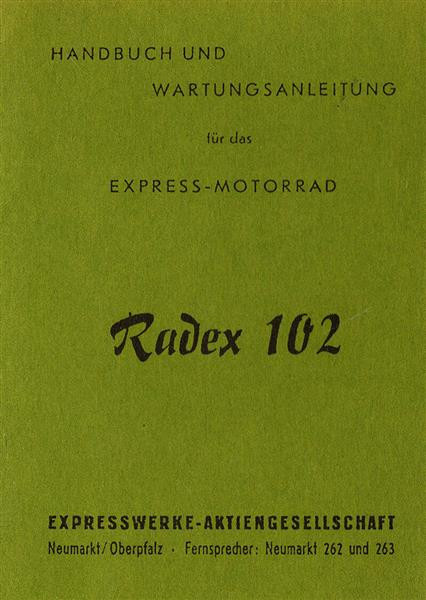 HANDBUCH UND
WARTUNGSANLEITUNG
für das
EXPRESS-MOTORRAD
Radex 102
EXPRESSWERKE-AKTIENGESELLSCHAFT
Neumarkt/Oberpfalz · Fernsprecher: Neumarkt 262 und 263